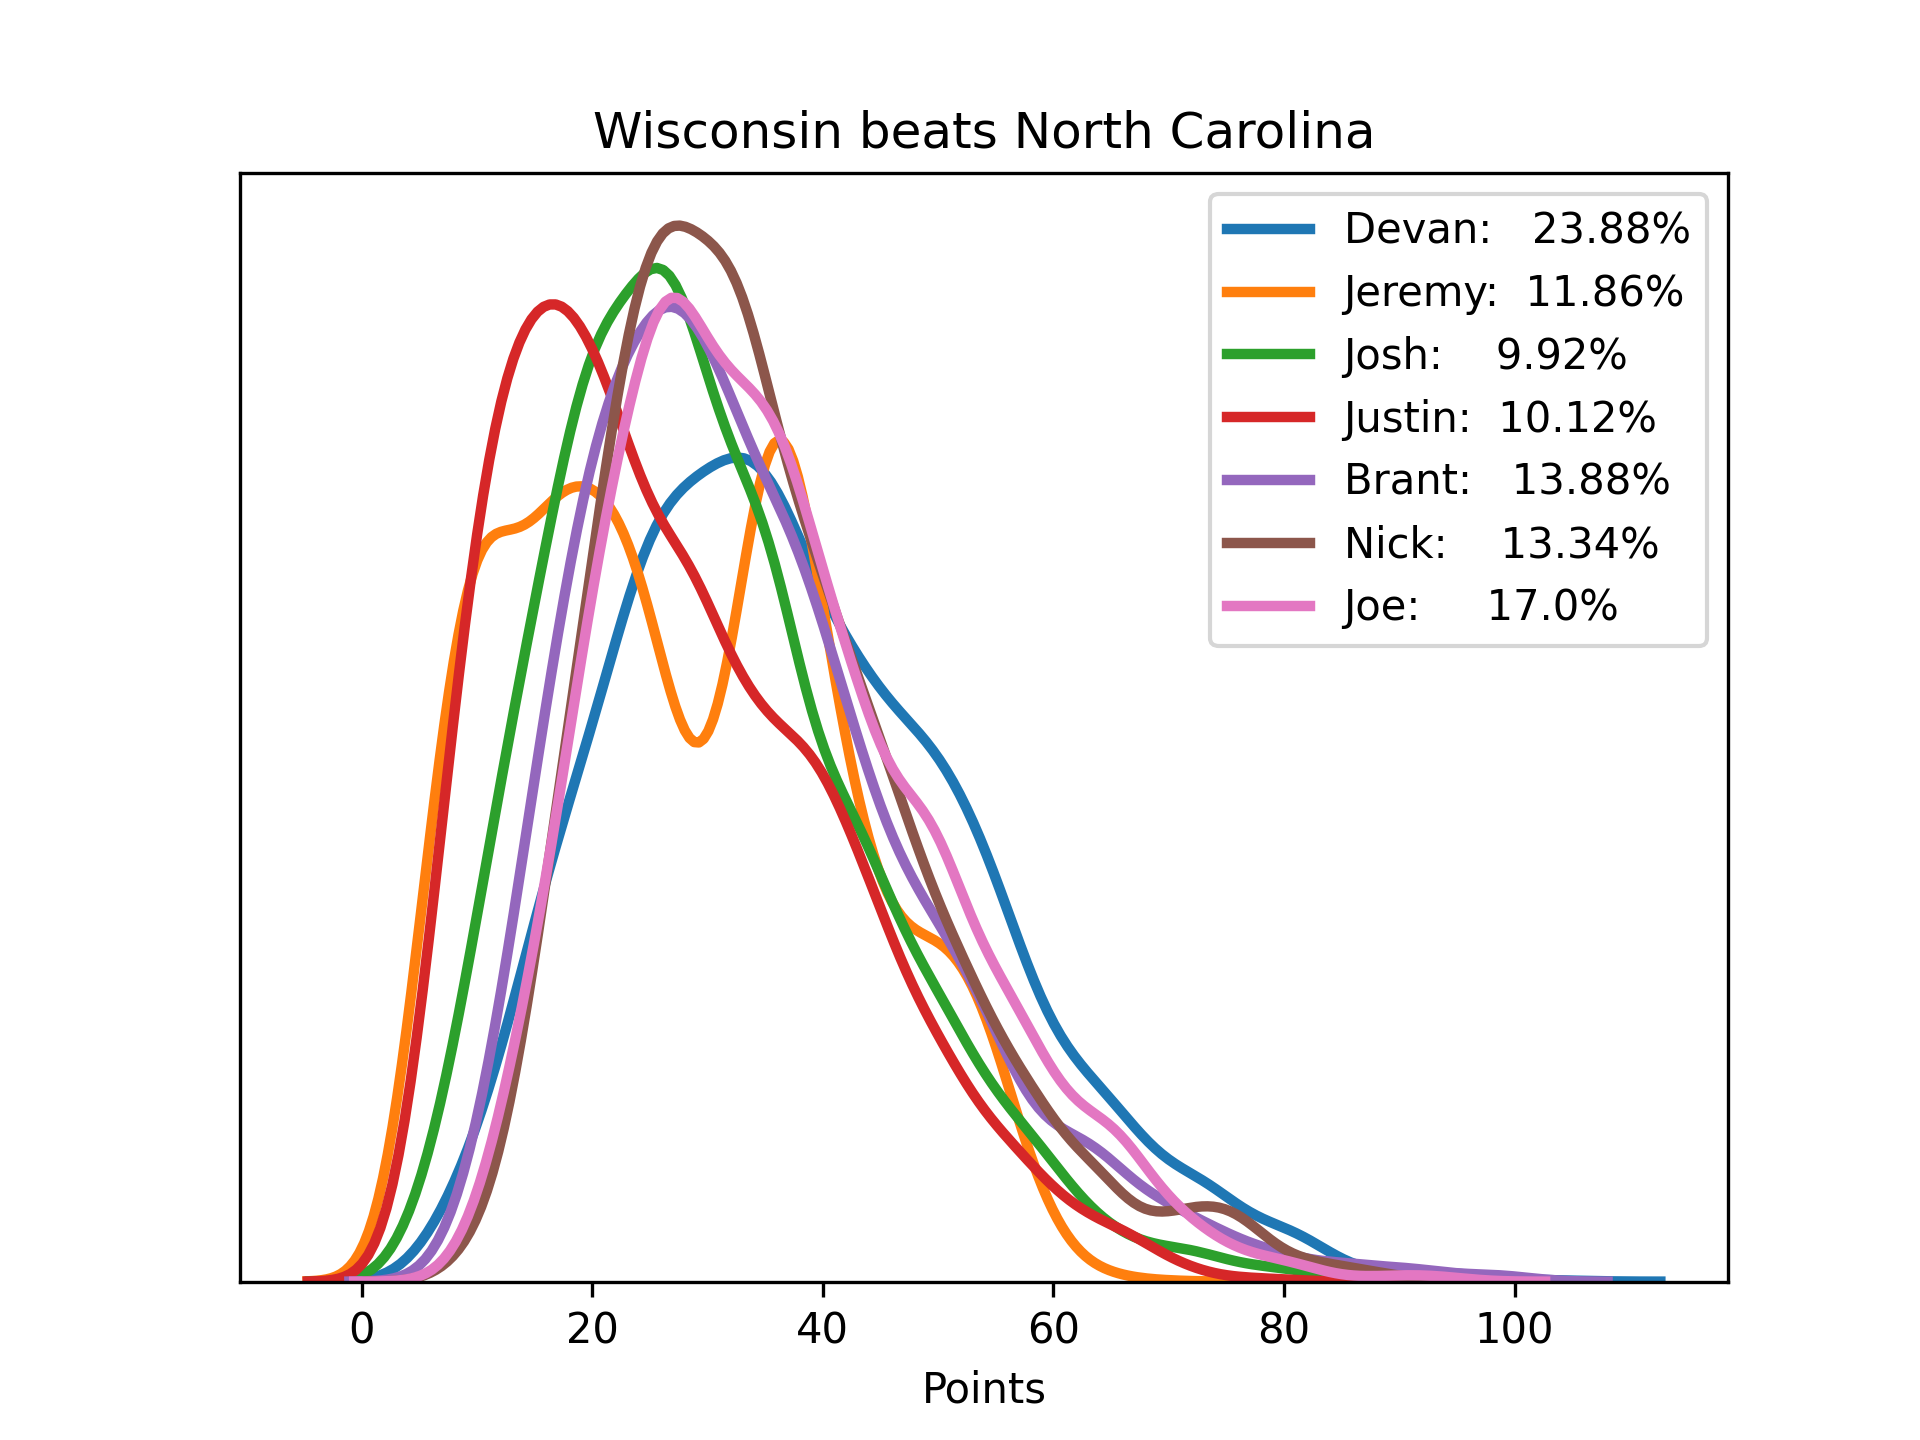 Wisconsin beats North Carolina
Devan: 23.88%
Jeremy: 11.86%
Josh: 9.92%
Justin: 10.12%
Brant: 13.88%
Nick: 13.34%
Joe: 17.0%
0 20 40 60 80 100
Points